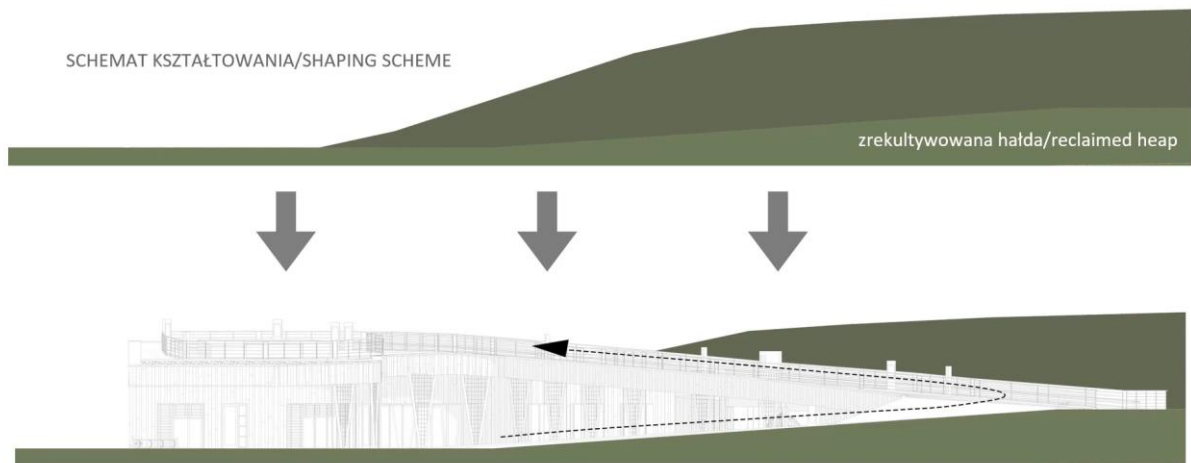 SCHEMAT KSZTAŁTOWANIA/SHAPING SCHEME
zrekultywowana hałda/reclaimed heap